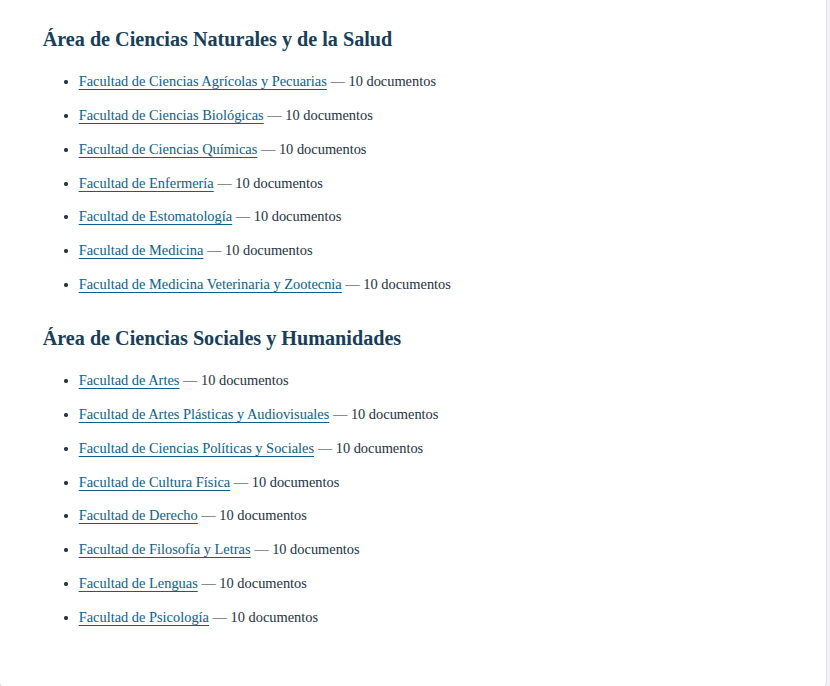 Área de Ciencias Naturales y de la Salud
Facultad de Ciencias Agrícolas y Pecuarias — 10 documentos
Facultad de Ciencias Biológicas — 10 documentos
Facultad de Ciencias Químicas — 10 documentos
Facultad de Enfermería — 10 documentos
Facultad de Estomatología — 10 documentos
Facultad de Medicina — 10 documentos
Facultad de Medicina Veterinaria y Zootecnia — 10 documentos
Área de Ciencias Sociales y Humanidades
Facultad de Artes — 10 documentos
Facultad de Artes Plásticas y Audiovisuales — 10 documentos
Facultad de Ciencias Políticas y Sociales — 10 documentos
Facultad de Cultura Física — 10 documentos
Facultad de Derecho — 10 documentos
Facultad de Filosofía y Letras — 10 documentos
Facultad de Lenguas — 10 documentos
Facultad de Psicología — 10 documentos